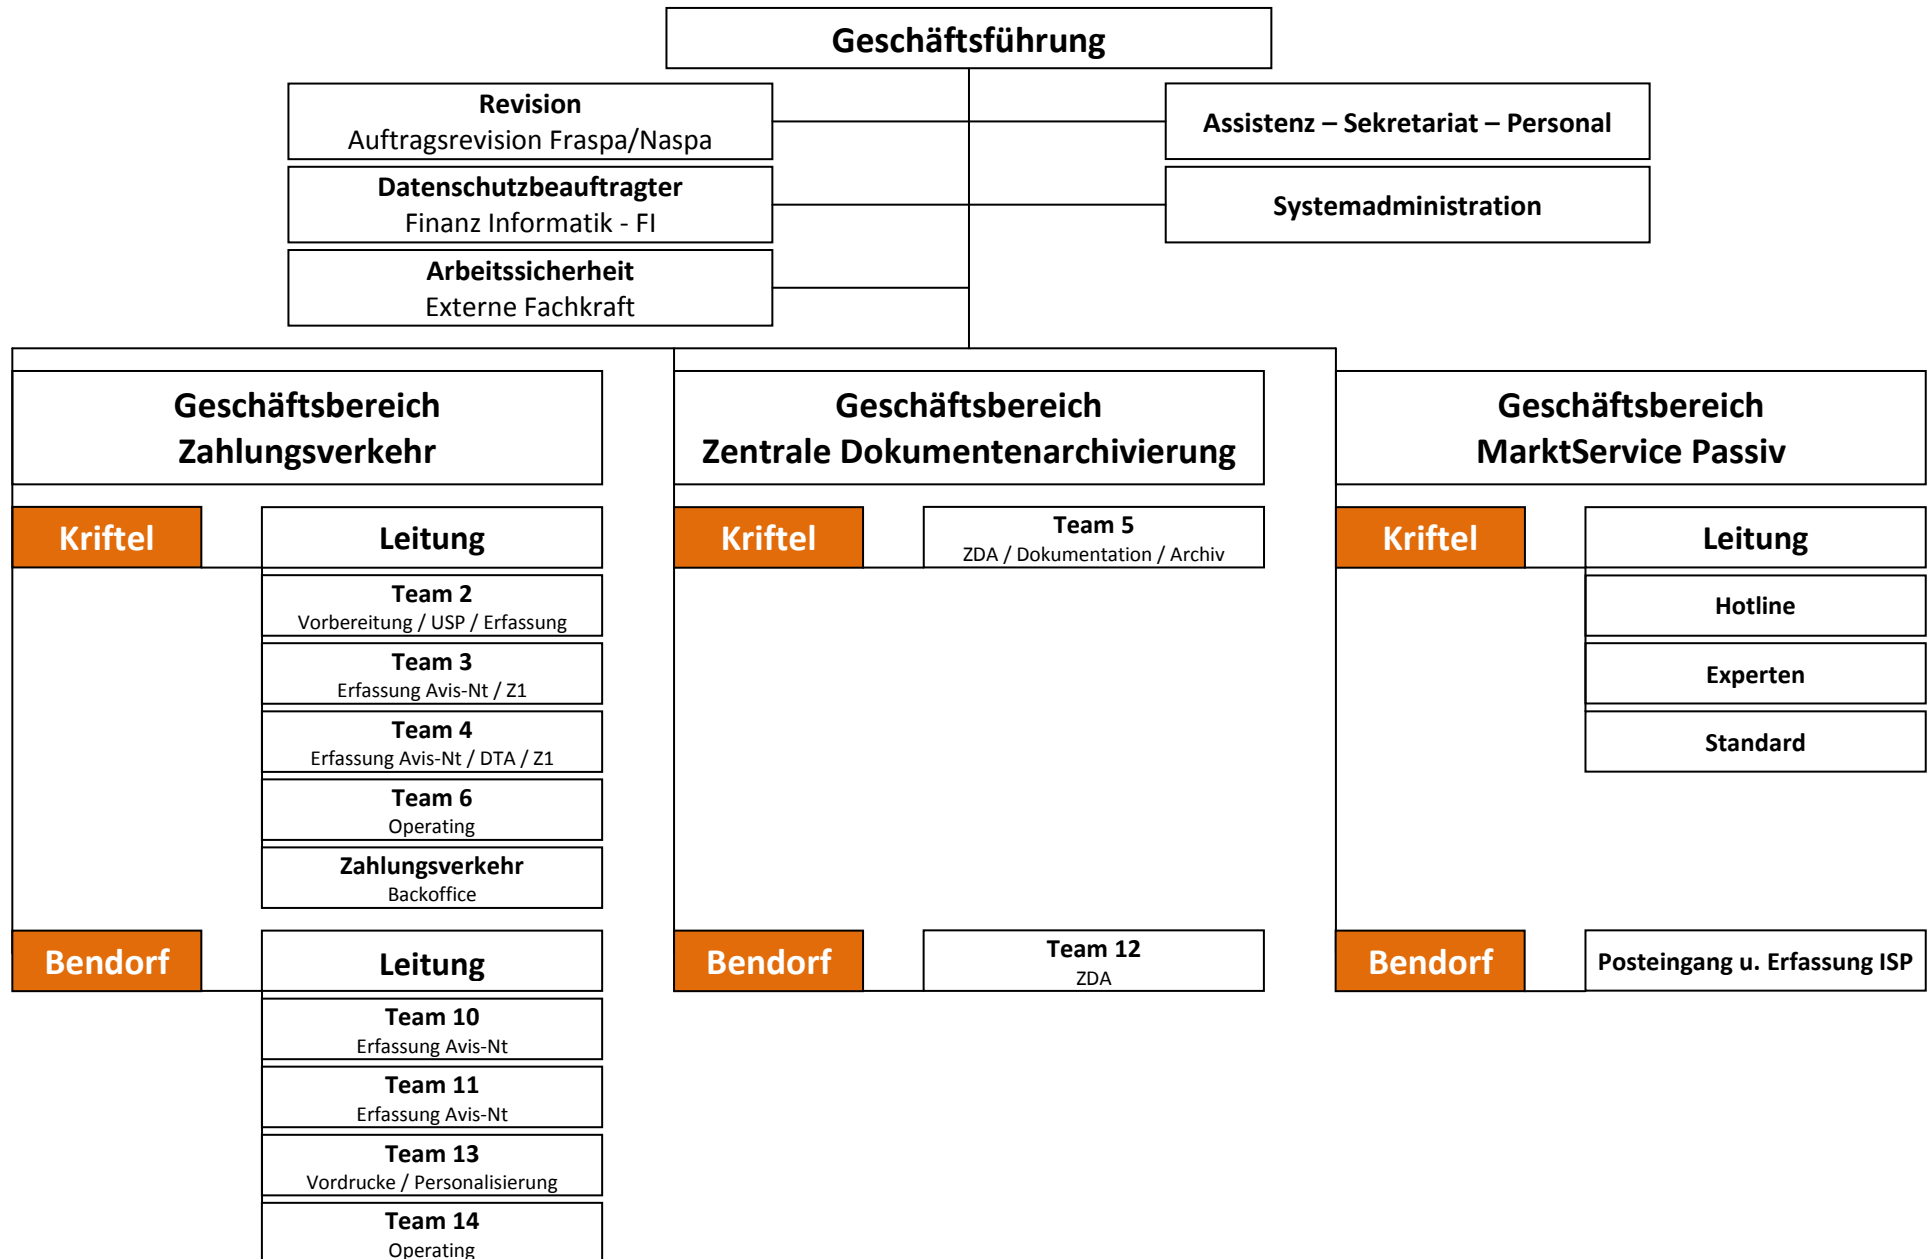 Geschäftsführung
Revision
Auftragsrevision Fraspa/Naspa
Assistenz – Sekretariat – Personal
Datenschutzbeauftragter
Finanz Informatik - FI
Systemadministration
Arbeitssicherheit
Externe Fachkraft
Geschäftsbereich
Zahlungsverkehr
Kriftel
Leitung
Team 2
Vorbereitung / USP / Erfassung
Team 3
Erfassung Avis-Nt / Z1
Team 4
Erfassung Avis-Nt / DTA / Z1
Team 6
Operating
Zahlungsverkehr
Backoffice
Bendorf
Leitung
Team 10
Erfassung Avis-Nt
Team 11
Erfassung Avis-Nt
Team 13
Vordrucke / Personalisierung
Team 14
Operating
Geschäftsbereich
Zentrale Dokumentenarchivierung
Kriftel
Team 5
ZDA / Dokumentation / Archiv
Bendorf
Team 12
ZDA
Geschäftsbereich
MarktService Passiv
Kriftel
Leitung
Hotline
Experten
Standard
Bendorf
Posteingang u. Erfassung ISP